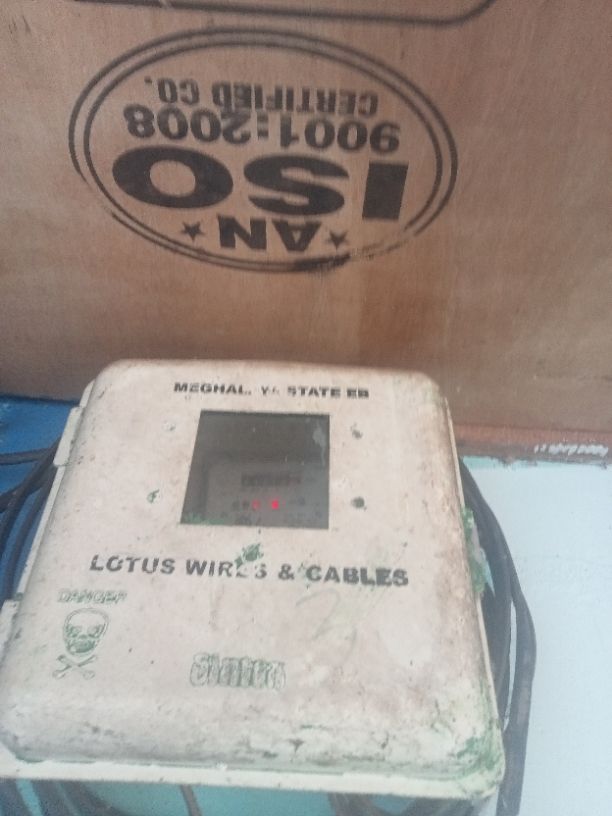 AN
ISO
9001:2008
CERTIFIED CO.
STATE EB
LOTUS WIRES & CABLES
DANGER